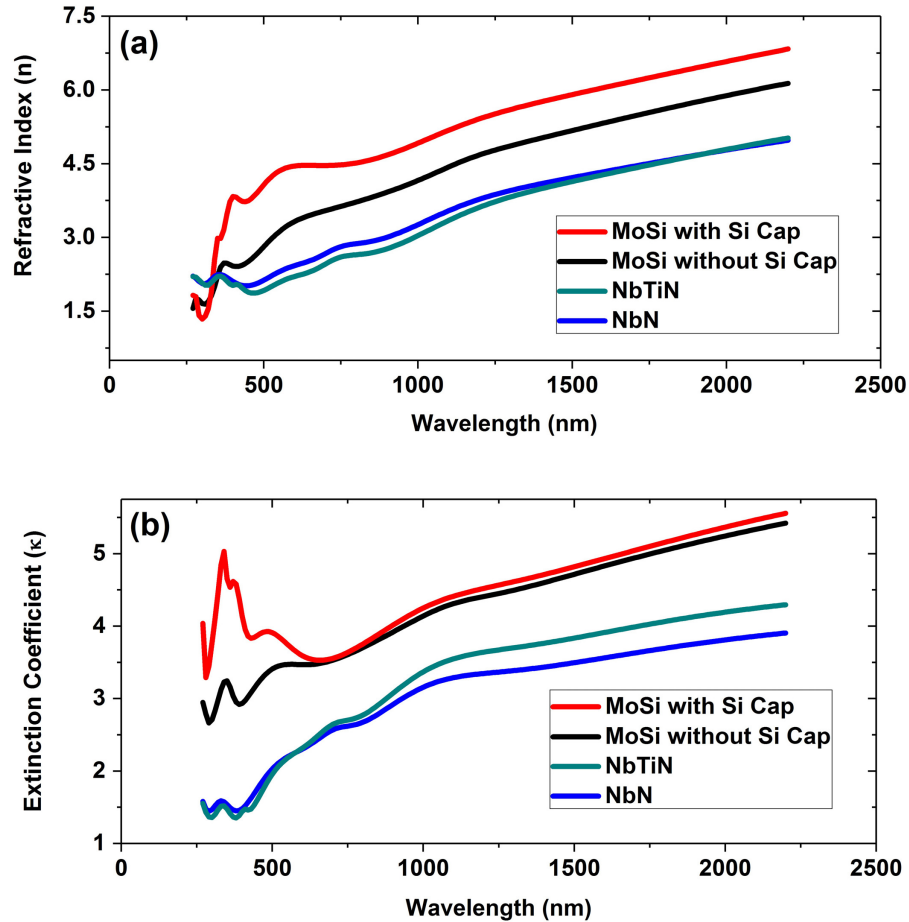 (a)
7.5
6.0
4.5
3.0
1.5
Refractive Index (n)
MoSi with Si Cap
MoSi without Si Cap
NbTiN
NbN
0 500 1000 1500 2000 2500
Wavelength (nm)
(b)
5
4
3
2
1
Extinction Coefficient (κ)
MoSi with Si Cap
MoSi without Si Cap
NbTiN
NbN
0 500 1000 1500 2000 2500
Wavelength (nm)